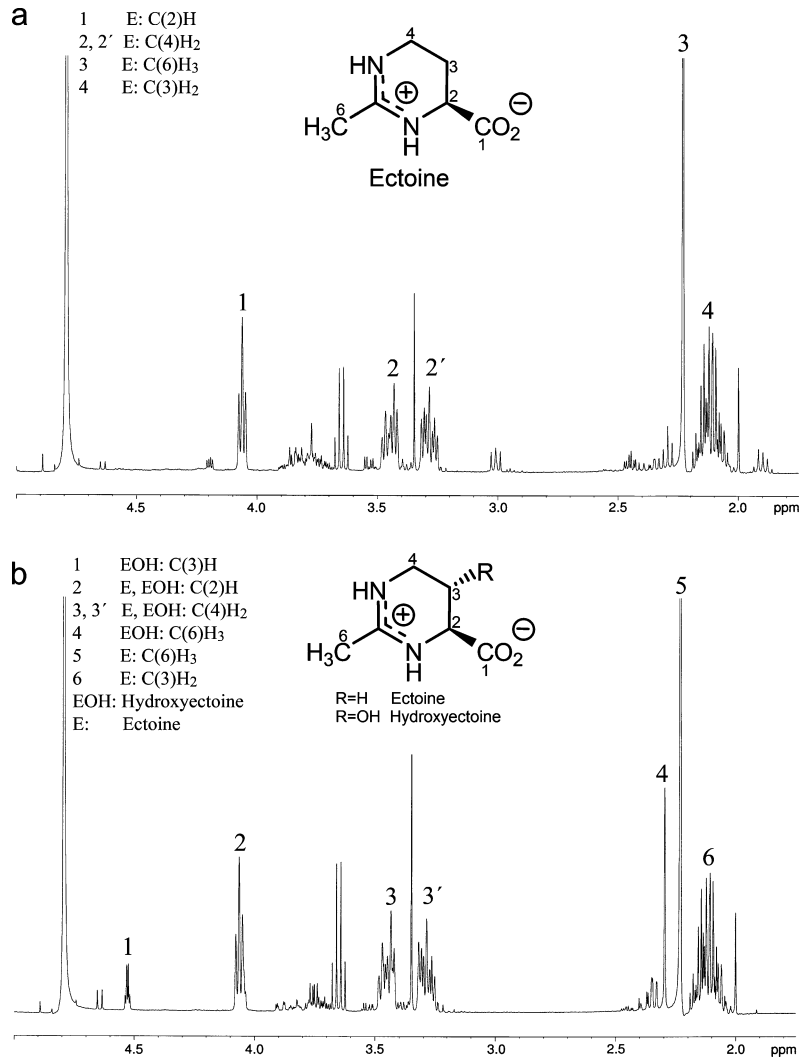 a
1 E: C(2)H
2, 2´ E: C(4)H₂
3 E: C(6)H₃
4 E: C(3)H₂
4
HN
3
2
6
H₃C
N
H
CO₂
1
Ectoine
3
1
2
2´
4
4.5 4.0 3.5 3.0 2.5 2.0 ppm
b
1 EOH: C(3)H
2 E, EOH: C(2)H
3, 3´ E, EOH: C(4)H₂
4 EOH: C(6)H₃
5 E: C(6)H₃
6 E: C(3)H₂
EOH: Hydroxyectoine
E: Ectoine
4
R
HN
3
2
6
H₃C
N
H
CO₂
1
R=H Ectoine
R=OH Hydroxyectoine
5
4
2
6
3
3´
1
4.5 4.0 3.5 3.0 2.5 2.0 ppm